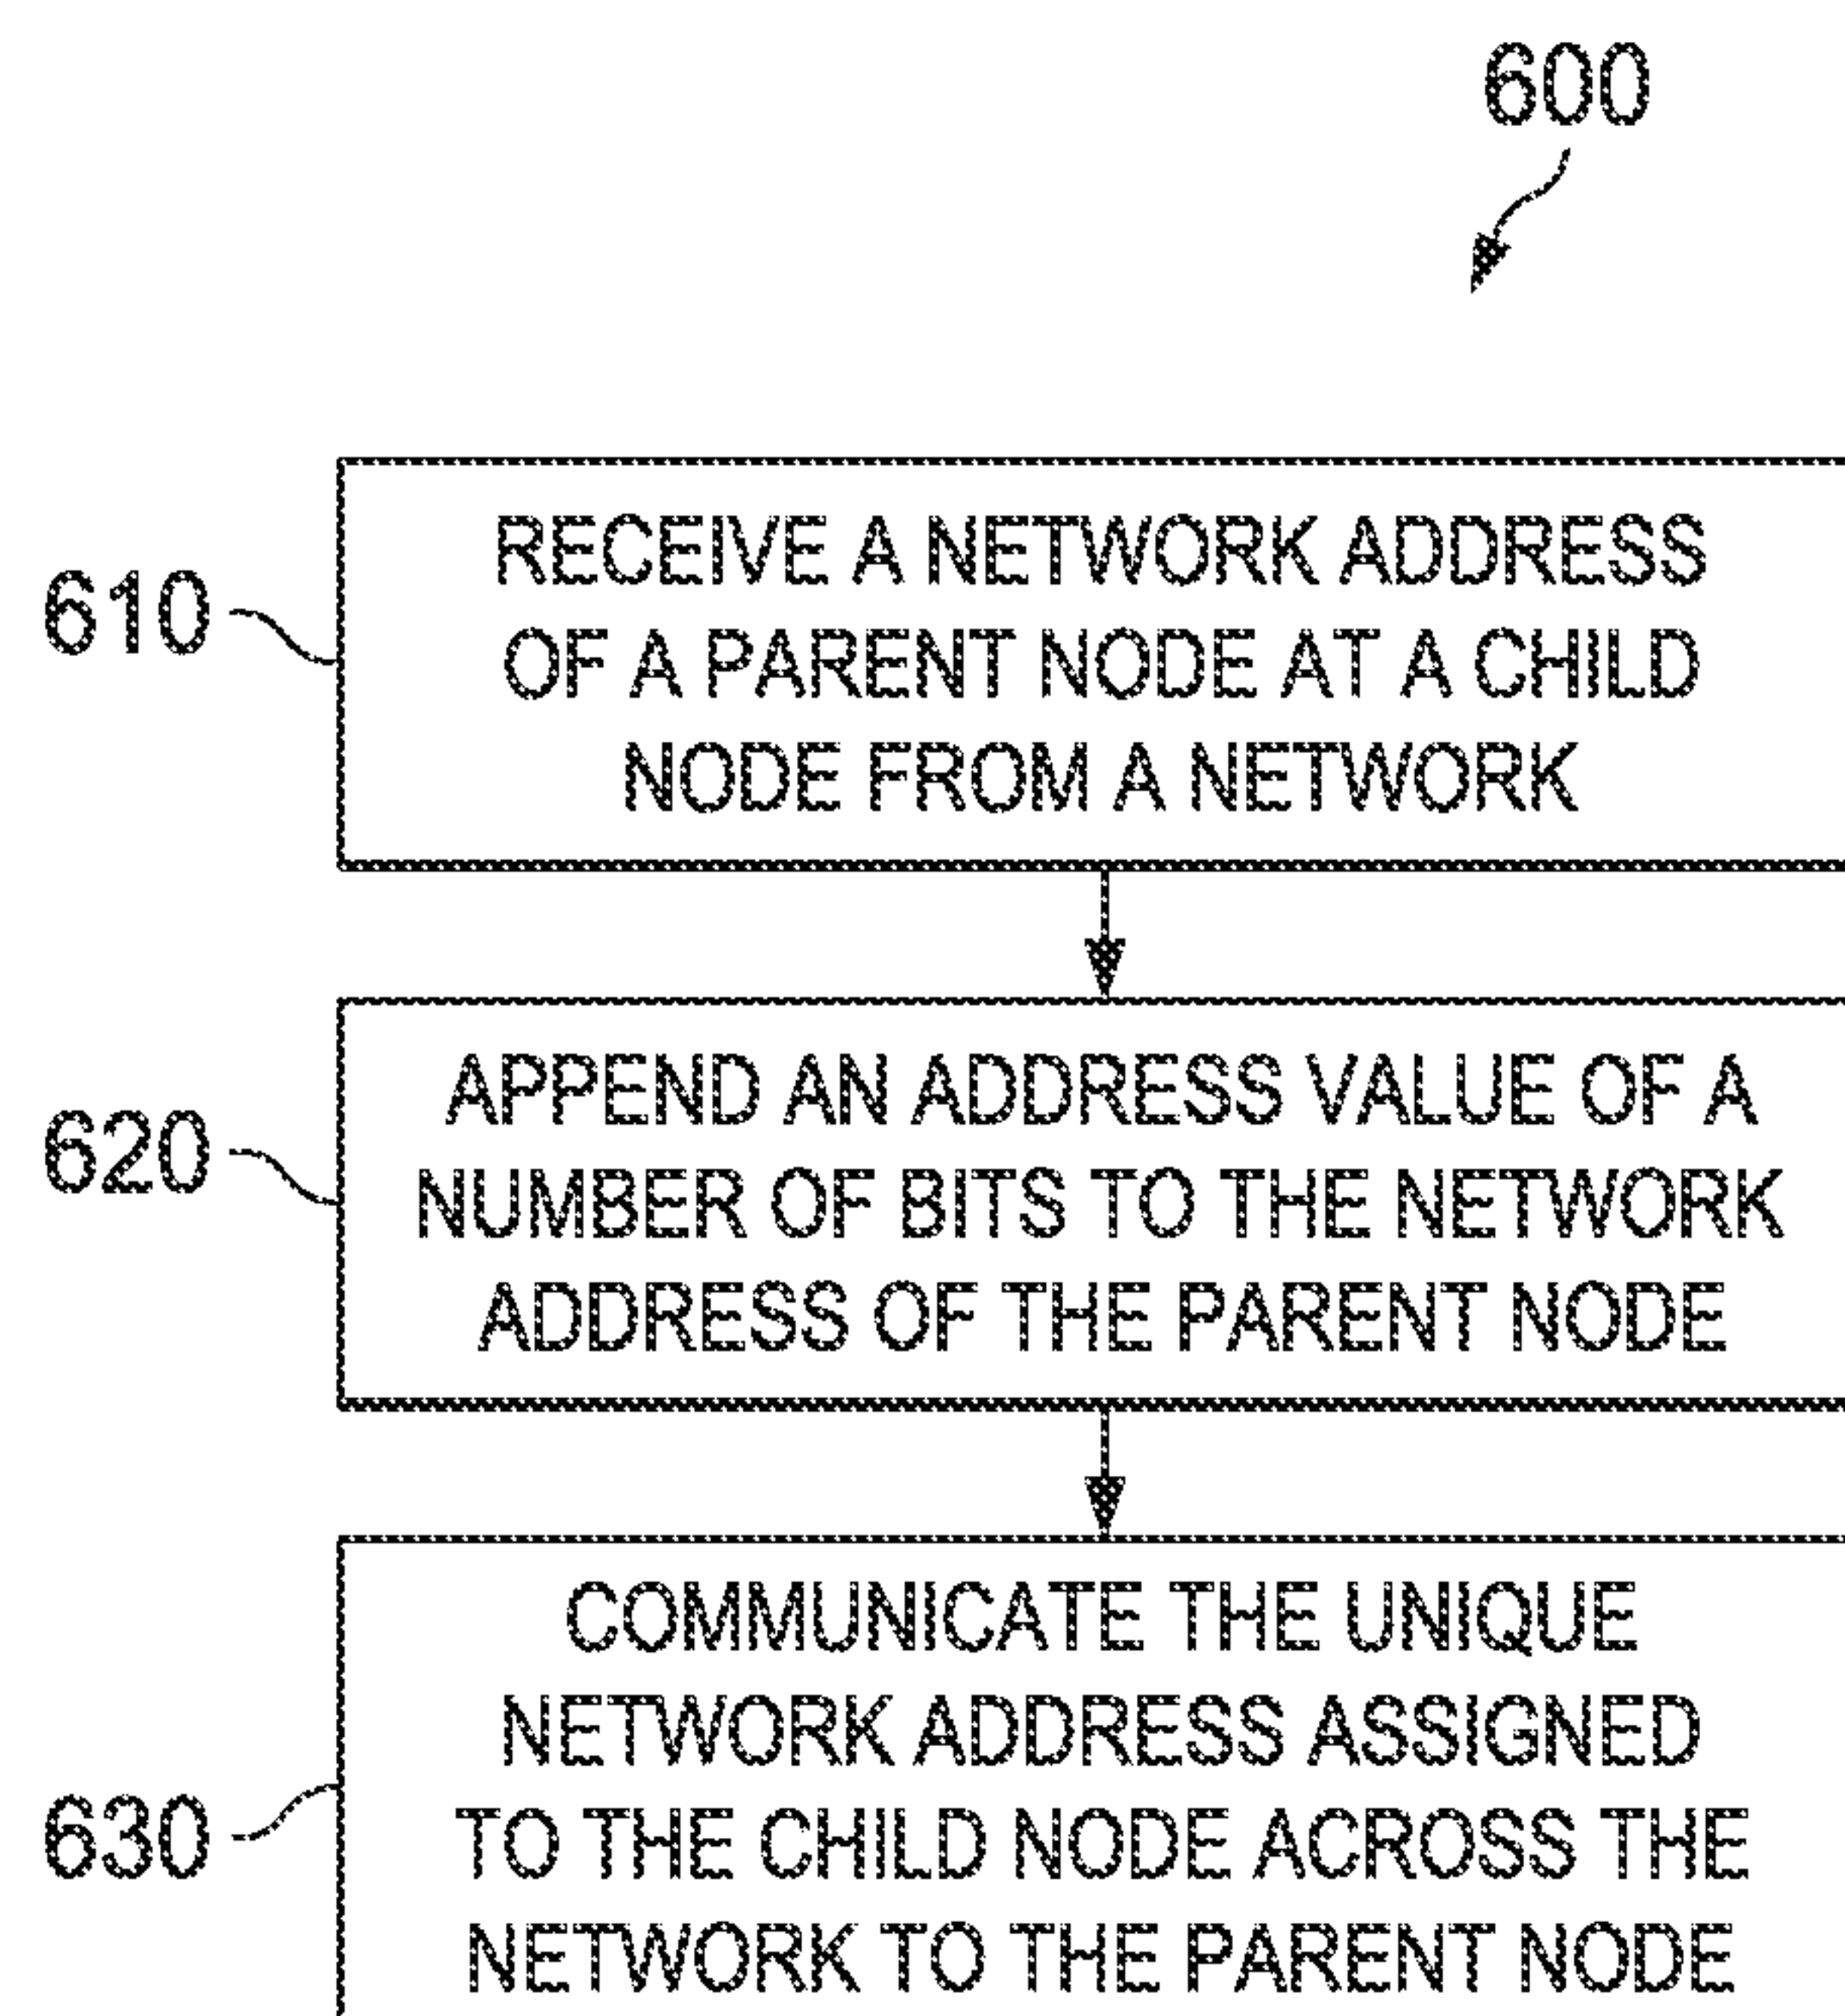 600
610
RECEIVE A NETWORK ADDRESS
OF A PARENT NODE AT A CHILD
NODE FROM A NETWORK
620
APPEND AN ADDRESS VALUE OF A
NUMBER OF BITS TO THE NETWORK
ADDRESS OF THE PARENT NODE
630
COMMUNICATE THE UNIQUE
NETWORK ADDRESS ASSIGNED
TO THE CHILD NODE ACROSS THE
NETWORK TO THE PARENT NODE